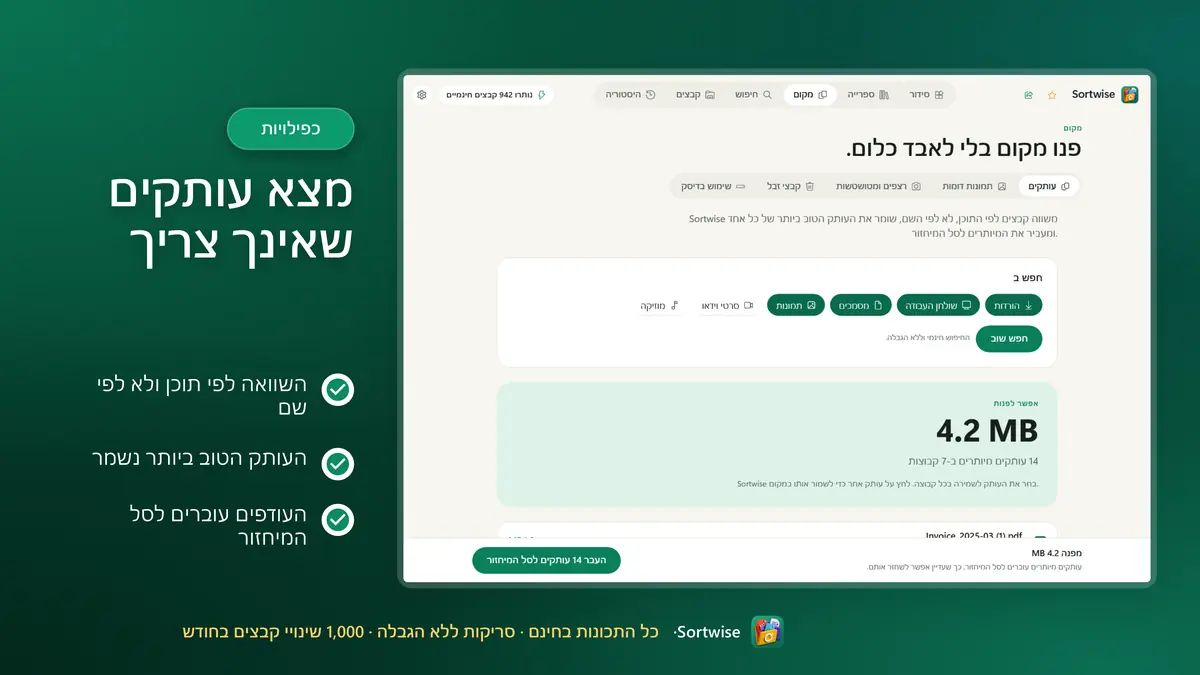 כפילויות
מצא עותקים
שאינך צריך
השוואה לפי תוכן ולא לפי
שם
העותק הטוב ביותר נשמר
העודפים עוברים לסל
המיחזור
Sortwise
סידור
ספרייה
מקום
חיפוש
קבצים
היסטוריה
נותרו 942 קבצים חינמיים
מקום
פנו מקום בלי לאבד כלום.
עותקים
תמונות דומות
רצפים ומטושטשות
קבצי זבל
שימוש בדיסק
משווה קבצים לפי התוכן, לא לפי השם, שומר את העותק הטוב ביותר של כל אחד Sortwise
.ומעביר את המיותרים לסל המיחזור
חפש ב
הורדות
שולחן העבודה
מסמכים
תמונות
סרטי וידאו
מוזיקה
חפש שוב
החיפוש חינמי וללא הגבלה.
אפשר לפנות
4.2 MB
14 עותקים מיותרים ב-7 קבוצות
.בחר את העותק לשמירה בכל קבוצה. לחץ על עותק אחר כדי לשמור אותו במקום Sortwise
Invoice_2025-03 (1).pdf
מפנה 4.2 MB
עותקים מיותרים עוברים לסל המיחזור, כך שעדיין אפשר לשחזר אותם.
העבר 14 עותקים לסל המיחזור
Sortwise· כל התכונות בחינם · סריקות ללא הגבלה · 1,000 שינויי קבצים בחודש